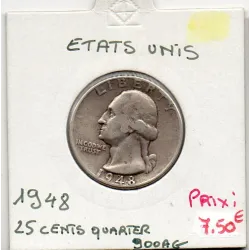 ETATS UNIS
LIBERTY
IN GOD WE
TRUST
1948
1948
PRIX:
25 CENTS QUARTER
7.50€
900AG